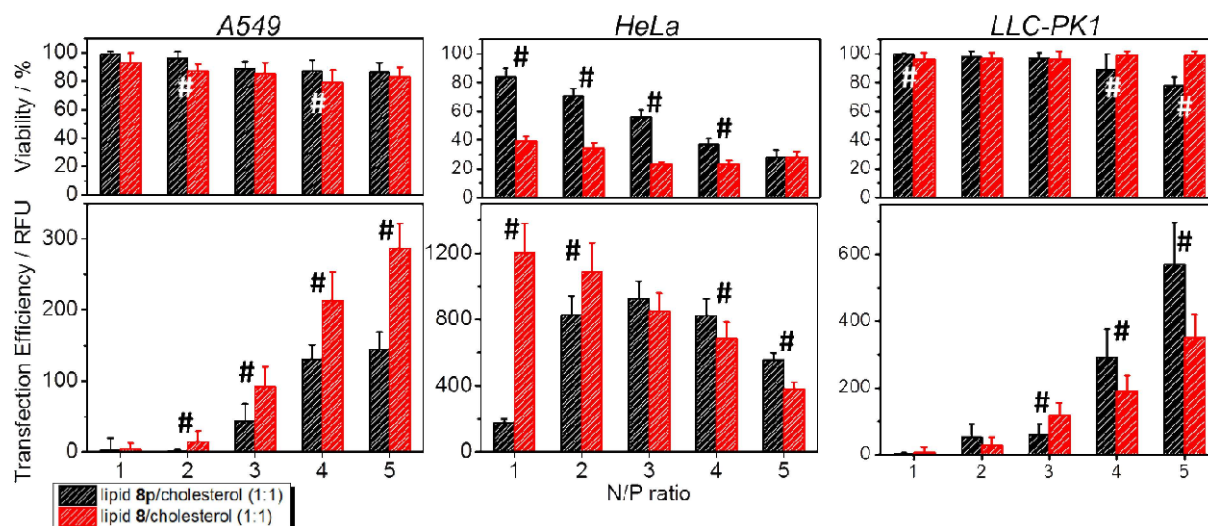 A549
HeLa
LLC-PK1
Viability / %
100
80
60
40
20
0
# #
80
60
40
20
0
# # # #
100
80
60
40
20
0
# # #
Transfection Efficiency / RFU
300
200
100
0
# # # #
1 2 3 4 5
1200
800
400
0
# # # #
1 2 3 4 5
600
400
200
0
# # #
1 2 3 4 5
N/P ratio
lipid 8p/cholesterol (1:1)
lipid 8/cholesterol (1:1)